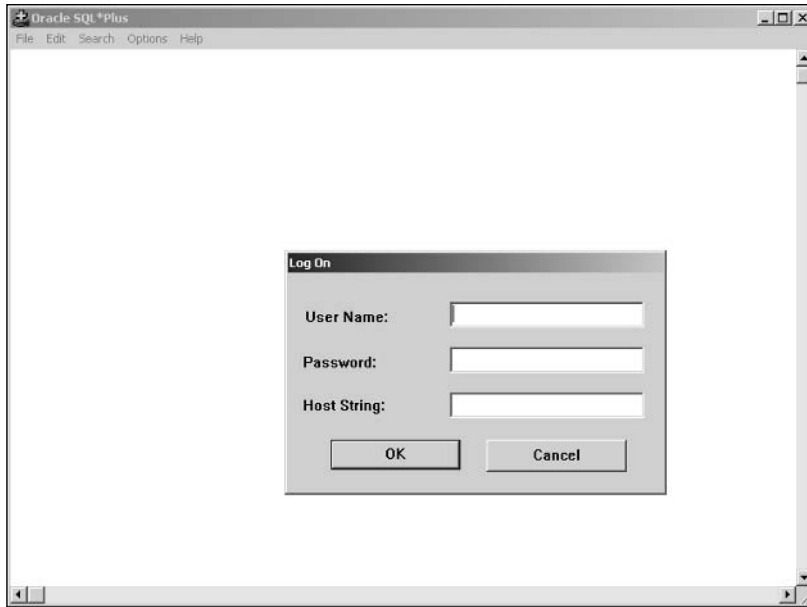 Oracle SQL*Plus
File Edit Search Options Help
Log On
User Name:
Password:
Host String:
OK Cancel